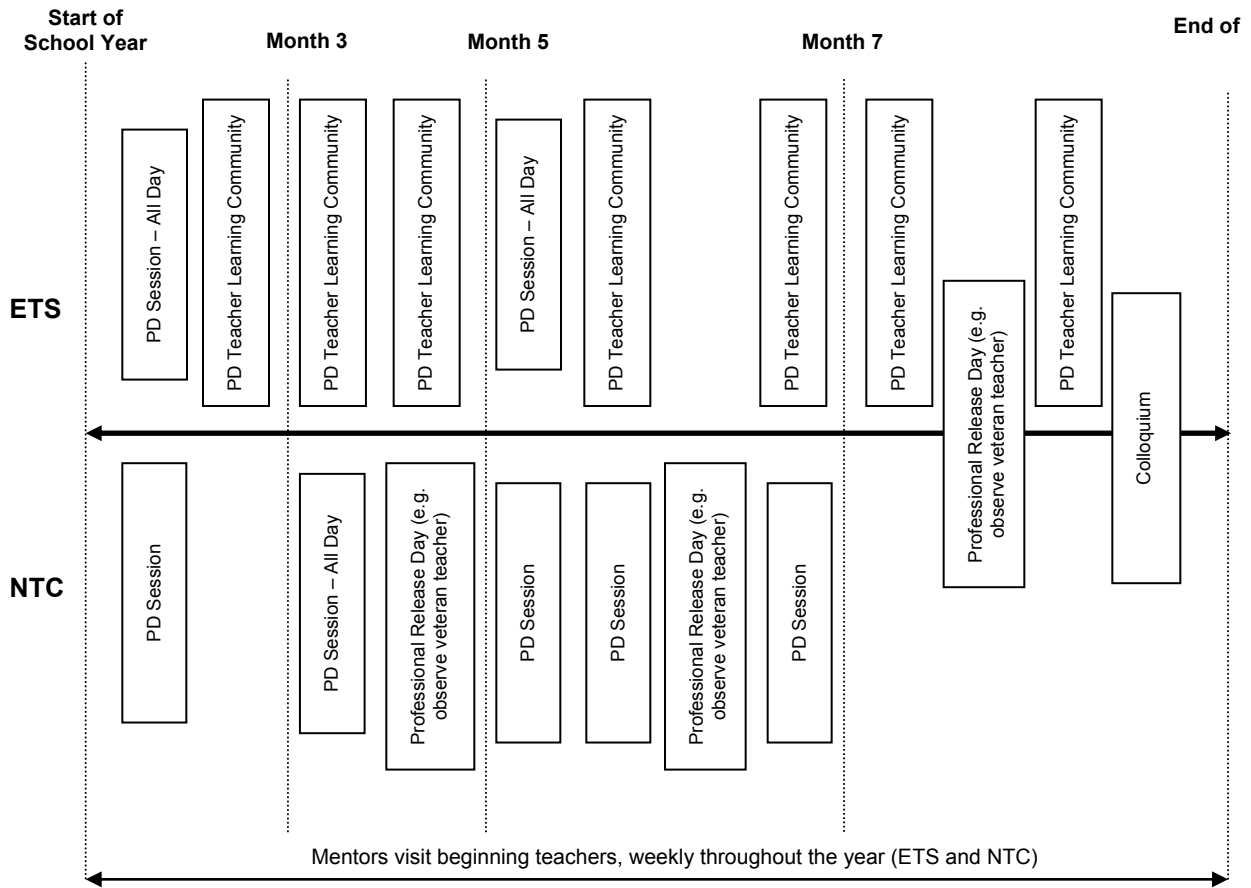 Start of
School Year
Month 3
Month 5
Month 7
End of
ETS
PD Session – All Day
PD Teacher Learning Community
PD Teacher Learning Community
PD Teacher Learning Community
PD Session – All Day
PD Teacher Learning Community
PD Teacher Learning Community
PD Teacher Learning Community
Professional Release Day (e.g.
observe veteran teacher)
PD Teacher Learning Community
Colloquium
NTC
PD Session
PD Session – All Day
Professional Release Day (e.g.
observe veteran teacher)
PD Session
PD Session
Professional Release Day (e.g.
observe veteran teacher)
PD Session
Mentors visit beginning teachers, weekly throughout the year (ETS and NTC)